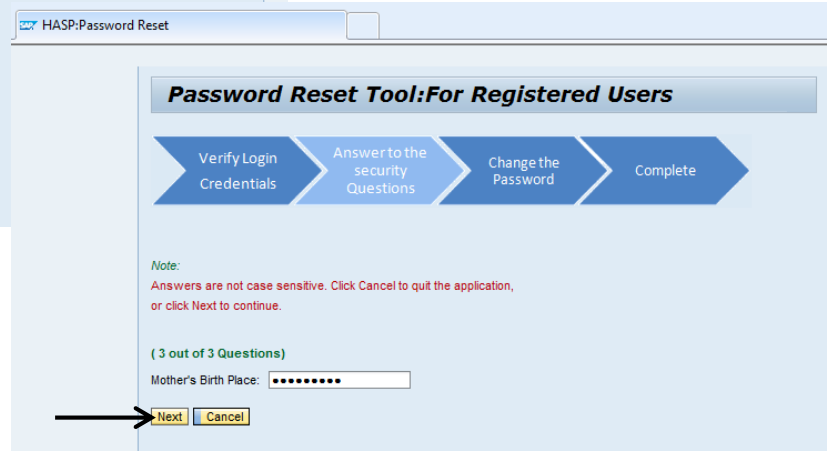 SAP HASP:Password Reset
Password Reset Tool:For Registered Users
Verify Login
Credentials
Answer to the
security
Questions
Change the
Password
Complete
Note:
Answers are not case sensitive. Click Cancel to quit the application,
or click Next to continue.
( 3 out of 3 Questions)
Mother's Birth Place: •••••••••
Next Cancel